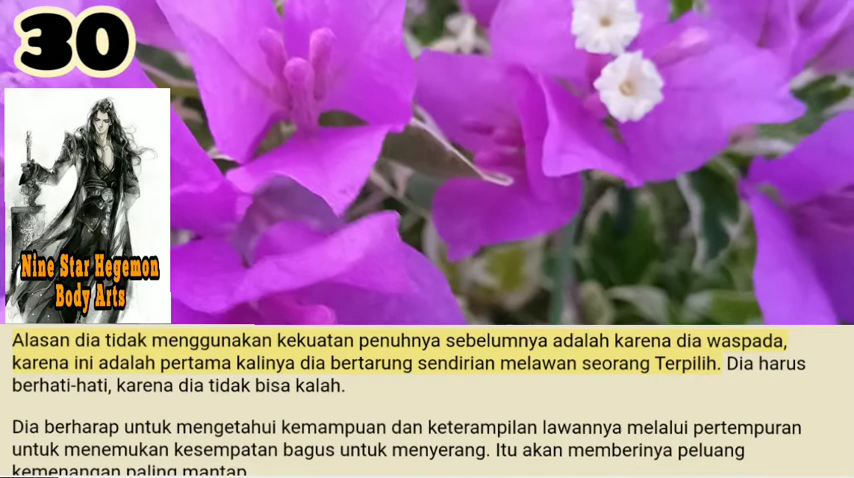 30
Nine Star Hegemon
Body Arts
Alasan dia tidak menggunakan kekuatan penuhnya sebelumnya adalah karena dia waspada,
karena ini adalah pertama kalinya dia bertarung sendirian melawan seorang Terpilih. Dia harus
berhati-hati, karena dia tidak bisa kalah.
Dia berharap untuk mengetahui kemampuan dan keterampilan lawannya melalui pertempuran
untuk menemukan kesempatan bagus untuk menyerang. Itu akan memberinya peluang
kemenangan paling mantap